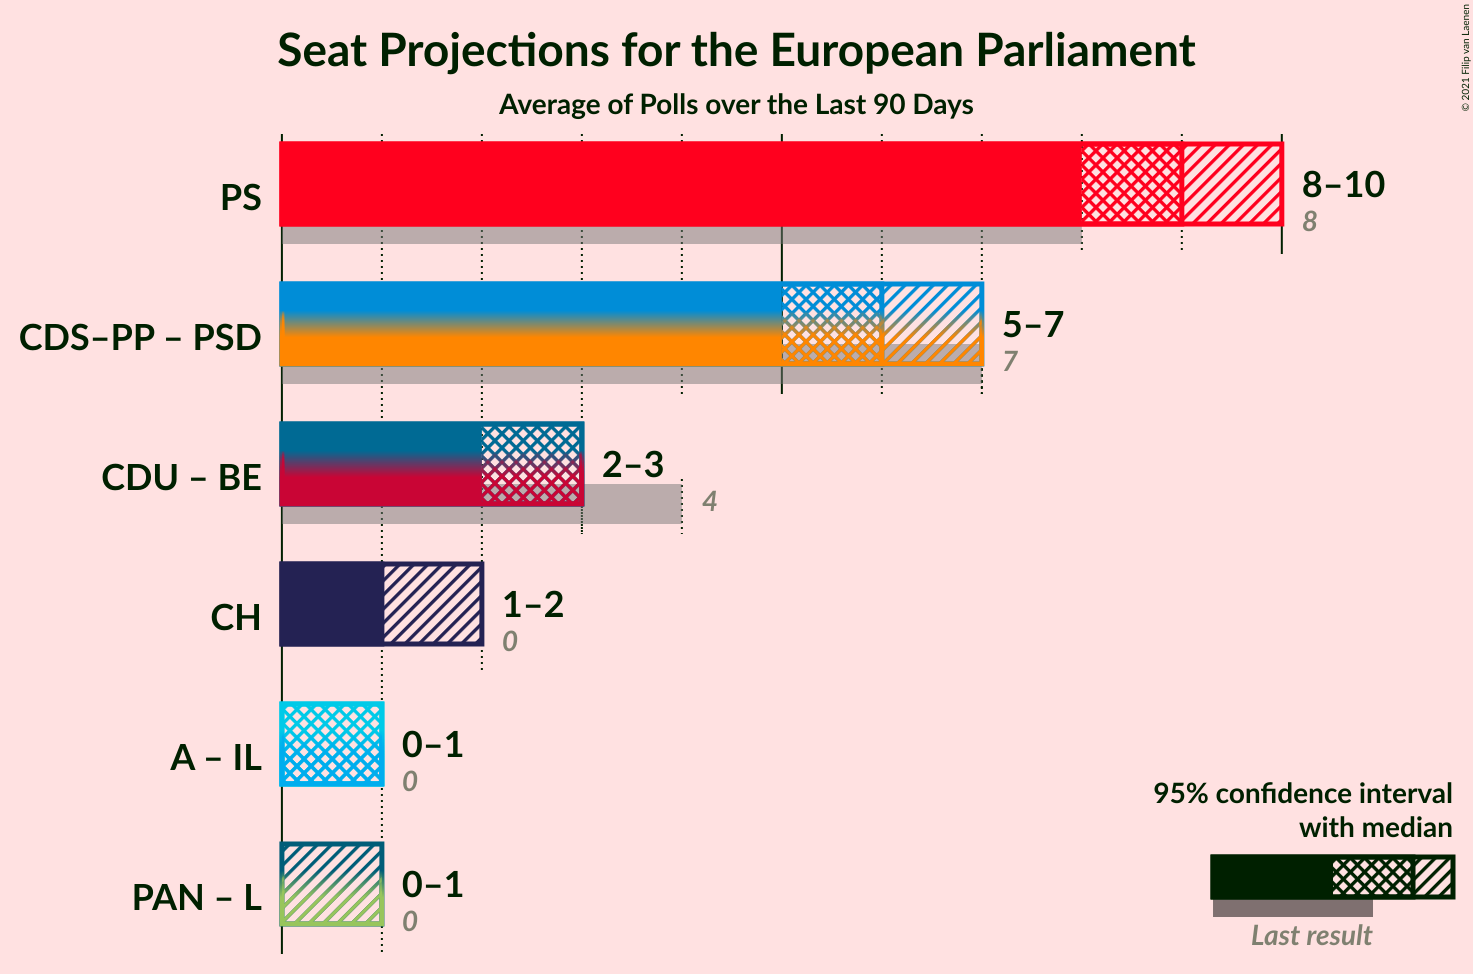 Seat Projections for the European Parliament
Average of Polls over the Last 90 Days
© 2021 Filip van Laenen
PS
8–10
8
CDS–PP – PSD
5–7
7
CDU – BE
2–3
4
CH
1–2
0
A – IL
0–1
0
PAN – L
0–1
0
95% confidence interval
with median
Last result